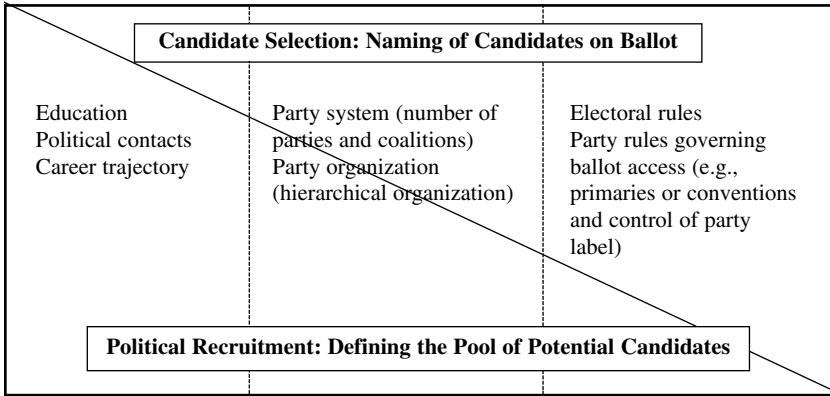 Candidate Selection: Naming of Candidates on Ballot
Education
Political contacts
Career trajectory
Party system (number of
parties and coalitions)
Party organization
(hierarchical organization)
Electoral rules
Party rules governing
ballot access (e.g.,
primaries or conventions
and control of party
label)
Political Recruitment: Defining the Pool of Potential Candidates